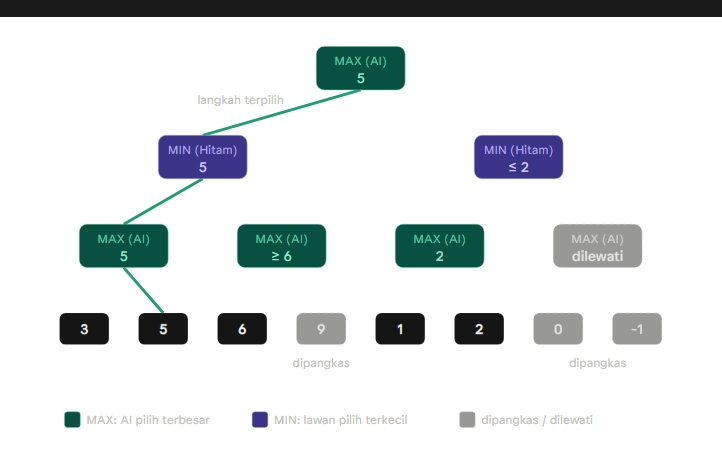 MAX (AI)
5
langkah terpilih
MIN (Hitam)
5
MIN (Hitam)
≤ 2
MAX (AI)
5
MAX (AI)
≥ 6
MAX (AI)
2
MAX (AI)
dilewati
3
5
6
9
1
2
0
-1
dipangkas
dipangkas
MAX: AI pilih terbesar
MIN: lawan pilih terkecil
dipangkas / dilewati